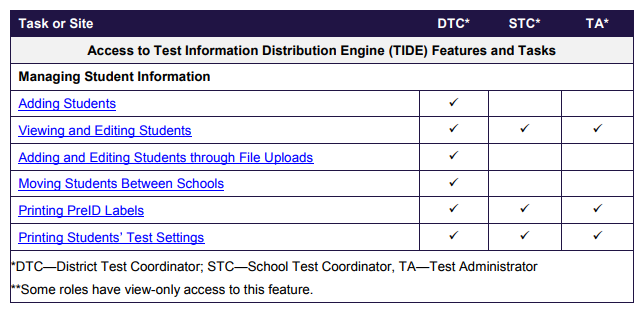 Task or Site DTC* STC* TA*
Access to Test Information Distribution Engine (TIDE) Features and Tasks
Managing Student Information
Adding Students ✓
Viewing and Editing Students ✓ ✓ ✓
Adding and Editing Students through File Uploads ✓
Moving Students Between Schools ✓
Printing PreID Labels ✓ ✓ ✓
Printing Students’ Test Settings ✓ ✓ ✓
*DTC—District Test Coordinator; STC—School Test Coordinator, TA—Test Administrator
**Some roles have view-only access to this feature.